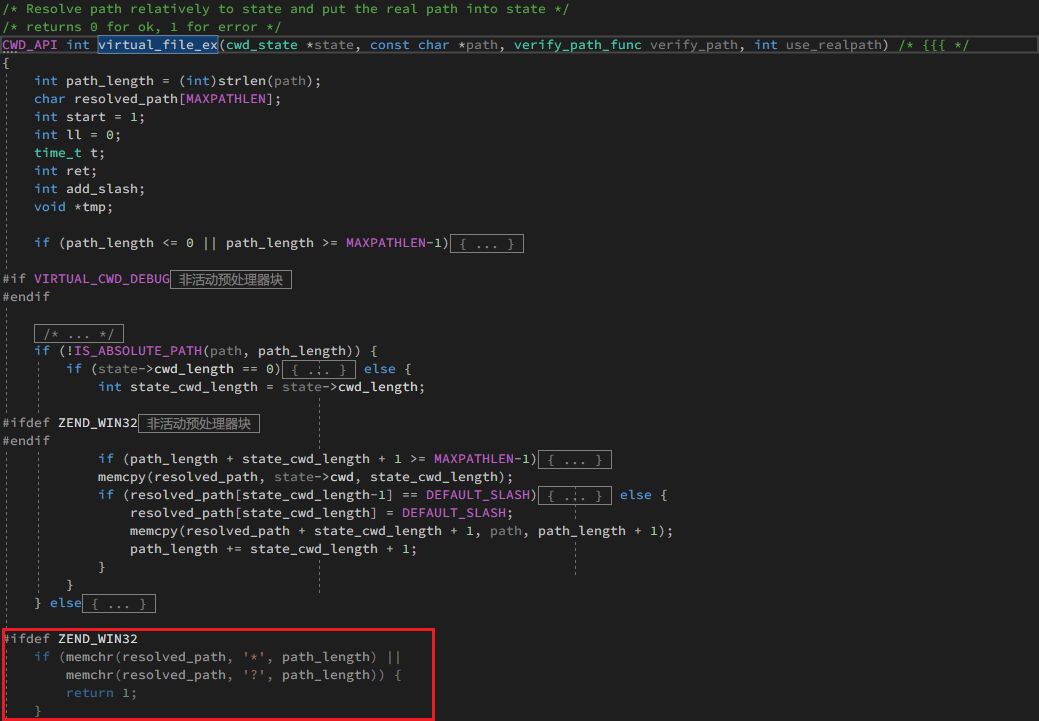 /* Resolve path relatively to state and put the real path into state */
/* returns 0 for ok, 1 for error */
CWD_API int virtual_file_ex(cwd_state *state, const char *path, verify_path_func verify_path, int use_realpath) /* {{{ */
{
    int path_length = (int)strlen(path);
    char resolved_path[MAXPATHLEN];
    int start = 1;
    int ll = 0;
    time_t t;
    int ret;
    int add_slash;
    void *tmp;
    if (path_length <= 0 || path_length >= MAXPATHLEN-1) { ... }
#if VIRTUAL_CWD_DEBUG 非活动预处理器块
#endif
    /* ... */
    if (!IS_ABSOLUTE_PATH(path, path_length)) {
        if (state->cwd_length == 0) { ... } else {
            int state_cwd_length = state->cwd_length;
#ifdef ZEND_WIN32 非活动预处理器块
#endif
            if (path_length + state_cwd_length + 1 >= MAXPATHLEN-1) { ... }
            memcpy(resolved_path, state->cwd, state_cwd_length);
            if (resolved_path[state_cwd_length-1] == DEFAULT_SLASH) { ... } else {
                resolved_path[state_cwd_length] = DEFAULT_SLASH;
                memcpy(resolved_path + state_cwd_length + 1, path, path_length + 1);
                path_length += state_cwd_length + 1;
            }
        }
    } else { ... }
#ifdef ZEND_WIN32
    if (memchr(resolved_path, '*', path_length) ||
        memchr(resolved_path, '?', path_length)) {
        return 1;
    }